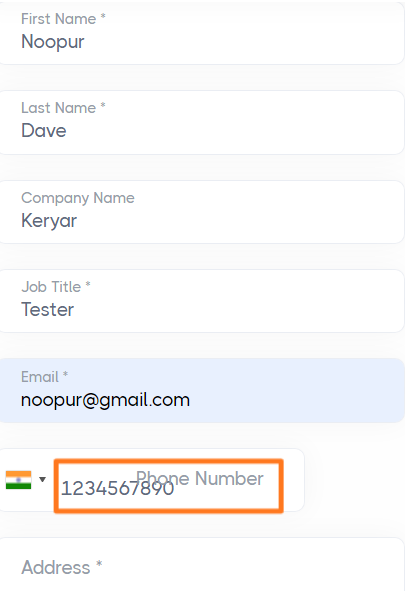 First Name *
Noopur
Last Name *
Dave
Company Name
Keryar
Job Title *
Tester
Email *
noopur@gmail.com
Phone Number
1234567890
Address *